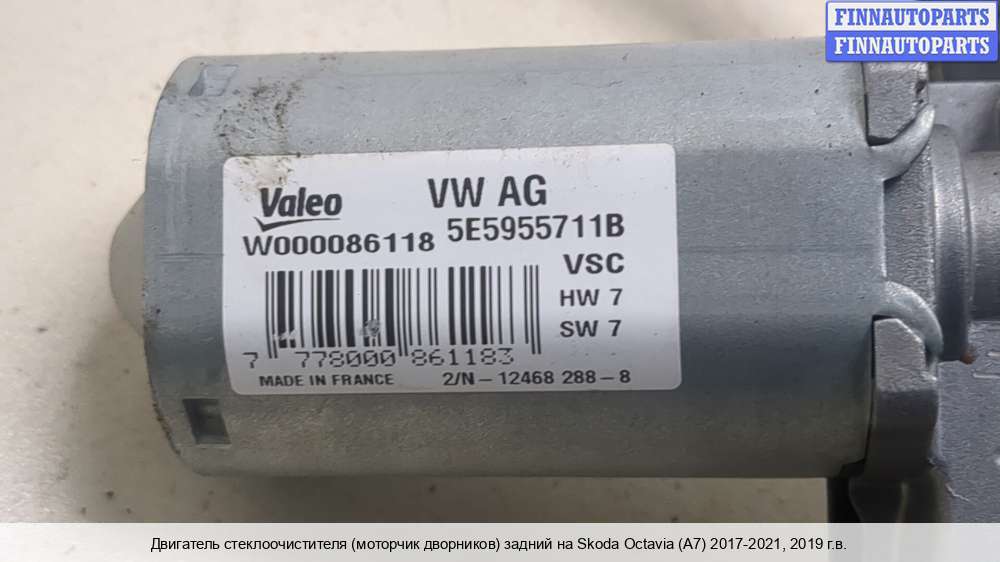 FINNAUTOPARTS
FINNAUTOPARTS
Valeo
VW AG
W000086118
5E5955711B
VSC
HW 7
SW 7
7 778000 861183
MADE IN FRANCE
2/N – 12468 288 – 8
Двигатель стеклоочистителя (моторчик дворников) задний на Skoda Octavia (A7) 2017-2021, 2019 г.в.